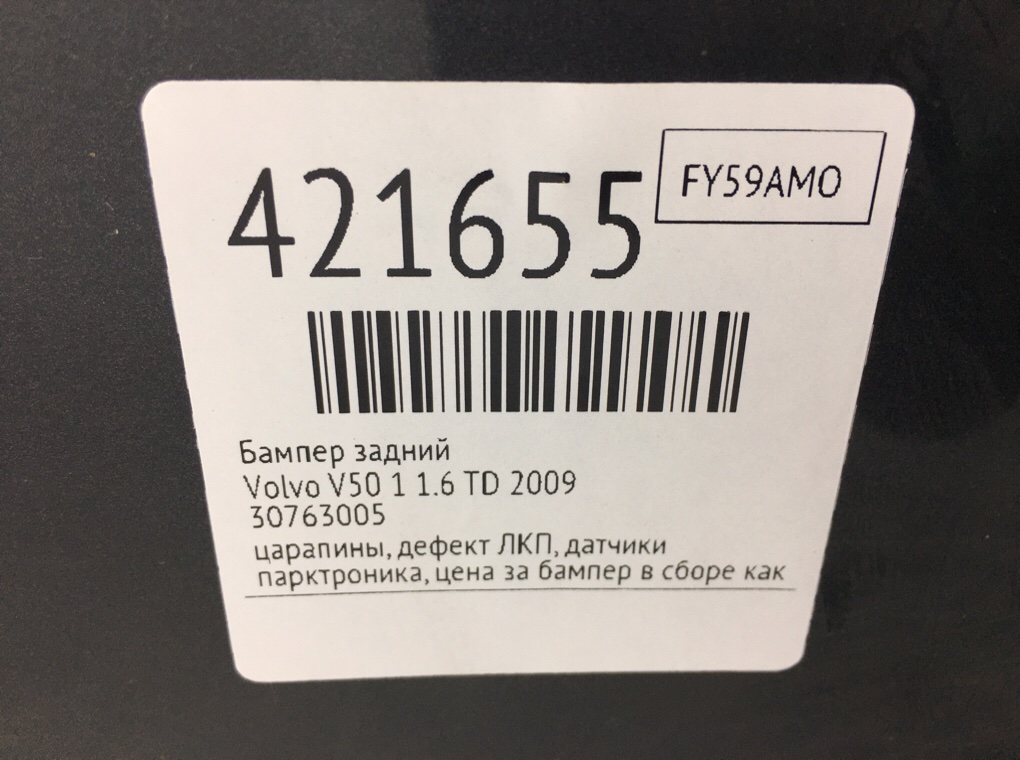 421655
FY59AMO
Бампер задний
Volvo V50 1 1.6 TD 2009
30763005
царапины, дефект ЛКП, датчики
парктроника, цена за бампер в сборе как